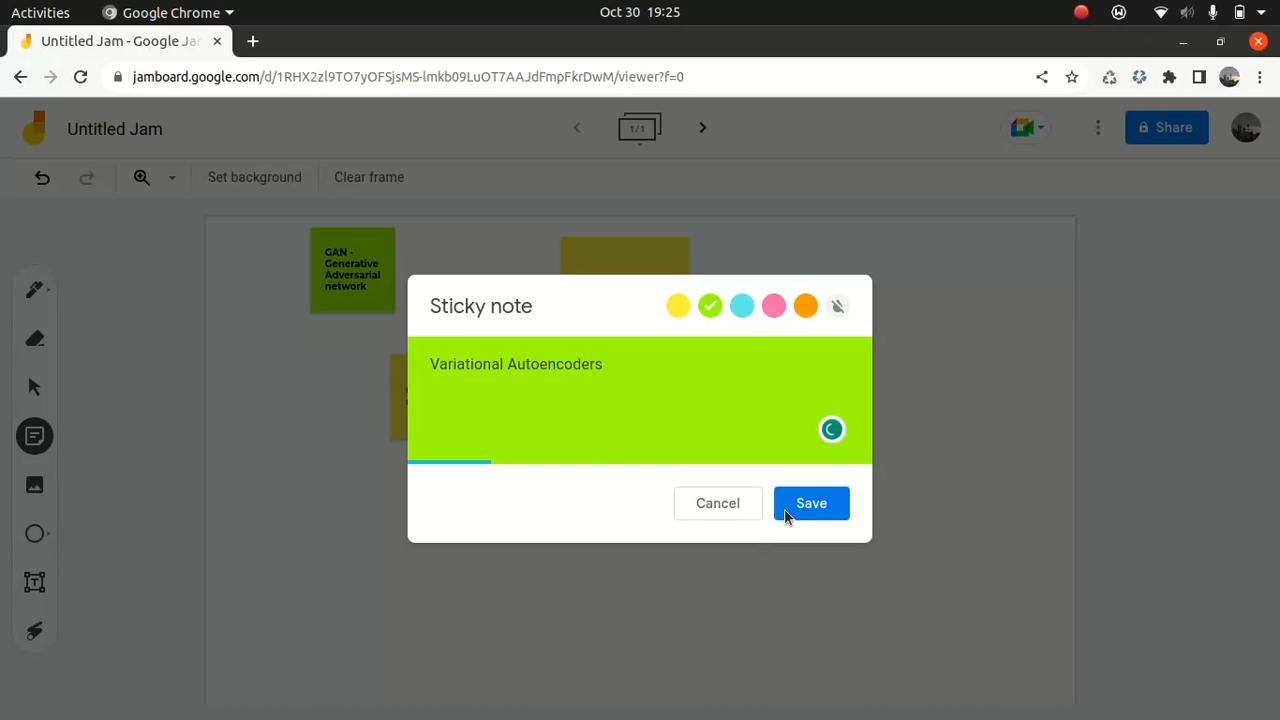 Activities
Google Chrome
Oct 30 19:25
Untitled Jam - Google Jar
jamboard.google.com/d/1RHX2zl9TO7yOFSjsMS-lmkb09LuOT7AAJdFmpFkrDwM/viewer?f=0
Untitled Jam
1/1
Share
Set background
Clear frame
GAN -
Generative
Adversarial
network
Sticky note
Variational Autoencoders
Cancel
Save